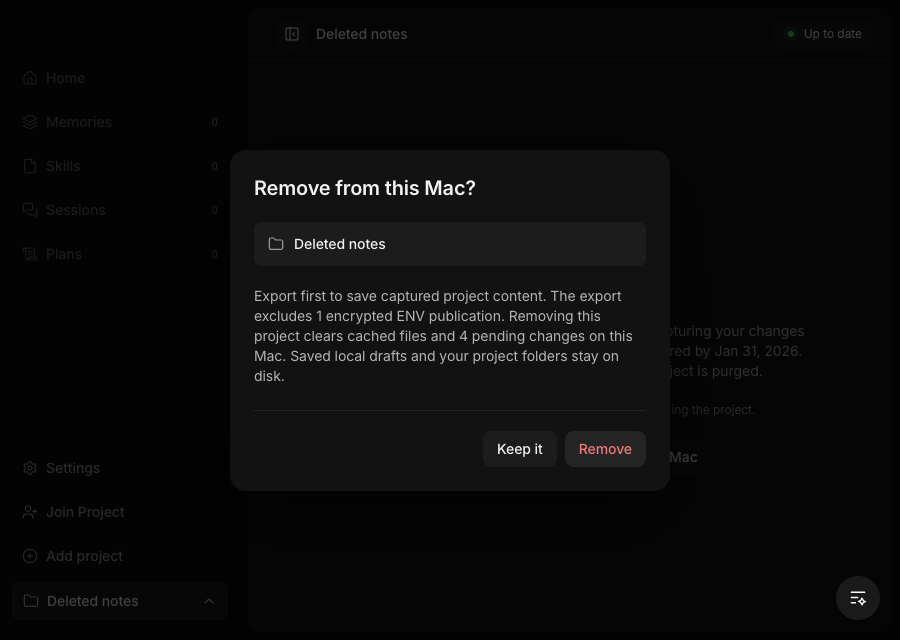 Deleted notes
Up to date
Home
Memories 0
Skills 0
Sessions 0
Plans 0
Remove from this Mac?
Deleted notes
Export first to save captured project content. The export
excludes 1 encrypted ENV publication. Removing this
project clears cached files and 4 pending changes on this
Mac. Saved local drafts and your project folders stay on
disk.
your changes
by Jan 31, 2026.
is purged.
the project.
Keep it
Remove
Mac
Settings
Join Project
Add project
Deleted notes